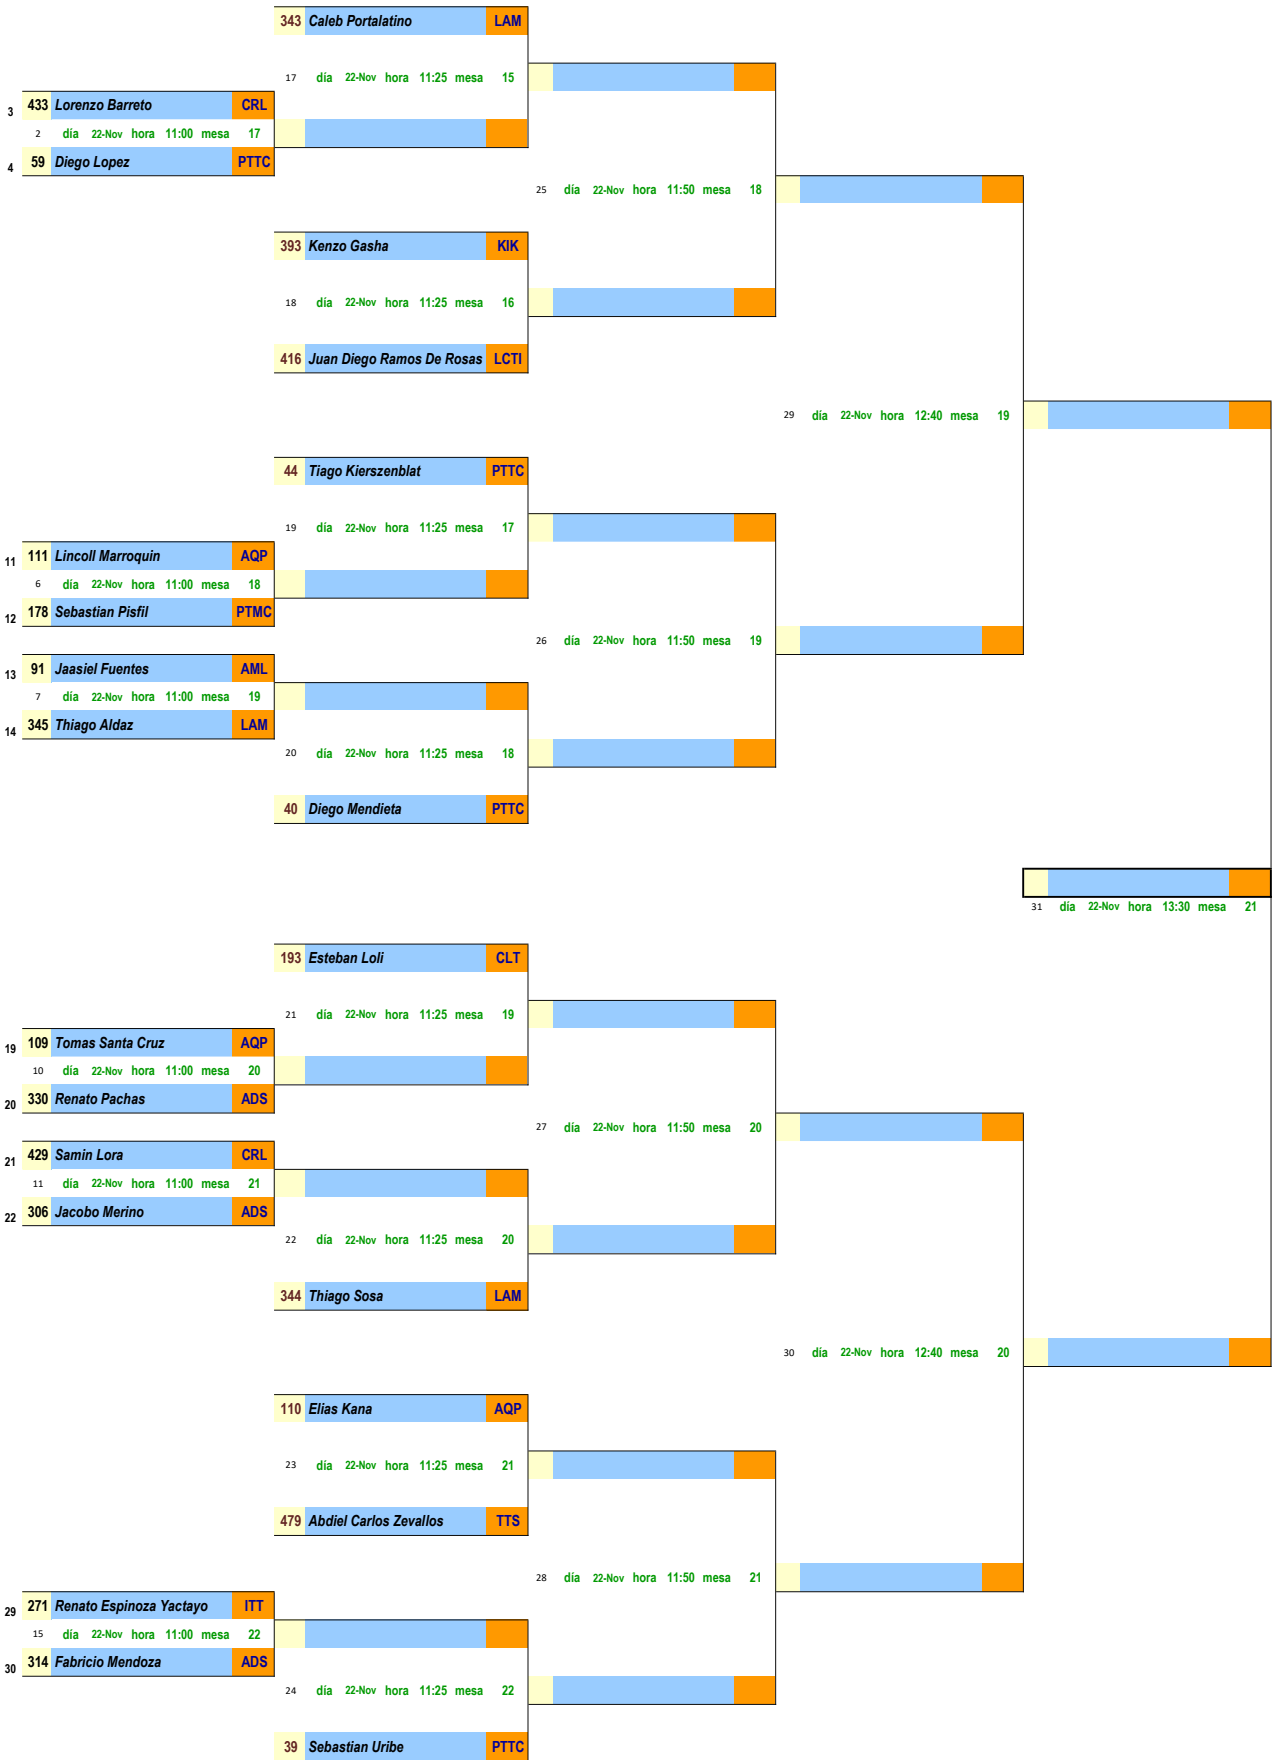 343 Caleb Portalatino LAM
17 día 22-Nov hora 11:25 mesa 15
3 433 Lorenzo Barreto CRL
2 día 22-Nov hora 11:00 mesa 17
4 59 Diego Lopez PTTC
25 día 22-Nov hora 11:50 mesa 18
393 Kenzo Gasha KIK
18 día 22-Nov hora 11:25 mesa 16
416 Juan Diego Ramos De Rosas LCTI
29 día 22-Nov hora 12:40 mesa 19
44 Tiago Kierszenblat PTTC
19 día 22-Nov hora 11:25 mesa 17
11 111 Lincoll Marroquin AQP
6 día 22-Nov hora 11:00 mesa 18
12 178 Sebastian Pisfil PTMC
26 día 22-Nov hora 11:50 mesa 19
13 91 Jaasiel Fuentes AML
7 día 22-Nov hora 11:00 mesa 19
14 345 Thiago Aldaz LAM
20 día 22-Nov hora 11:25 mesa 18
40 Diego Mendieta PTTC
31 día 22-Nov hora 13:30 mesa 21
193 Esteban Loli CLT
21 día 22-Nov hora 11:25 mesa 19
19 109 Tomas Santa Cruz AQP
10 día 22-Nov hora 11:00 mesa 20
20 330 Renato Pachas ADS
27 día 22-Nov hora 11:50 mesa 20
21 429 Samin Lora CRL
11 día 22-Nov hora 11:00 mesa 21
22 306 Jacobo Merino ADS
22 día 22-Nov hora 11:25 mesa 20
344 Thiago Sosa LAM
30 día 22-Nov hora 12:40 mesa 20
110 Elias Kana AQP
23 día 22-Nov hora 11:25 mesa 21
479 Abdiel Carlos Zevallos TTS
28 día 22-Nov hora 11:50 mesa 21
29 271 Renato Espinoza Yactayo ITT
15 día 22-Nov hora 11:00 mesa 22
30 314 Fabricio Mendoza ADS
24 día 22-Nov hora 11:25 mesa 22
39 Sebastian Uribe PTTC